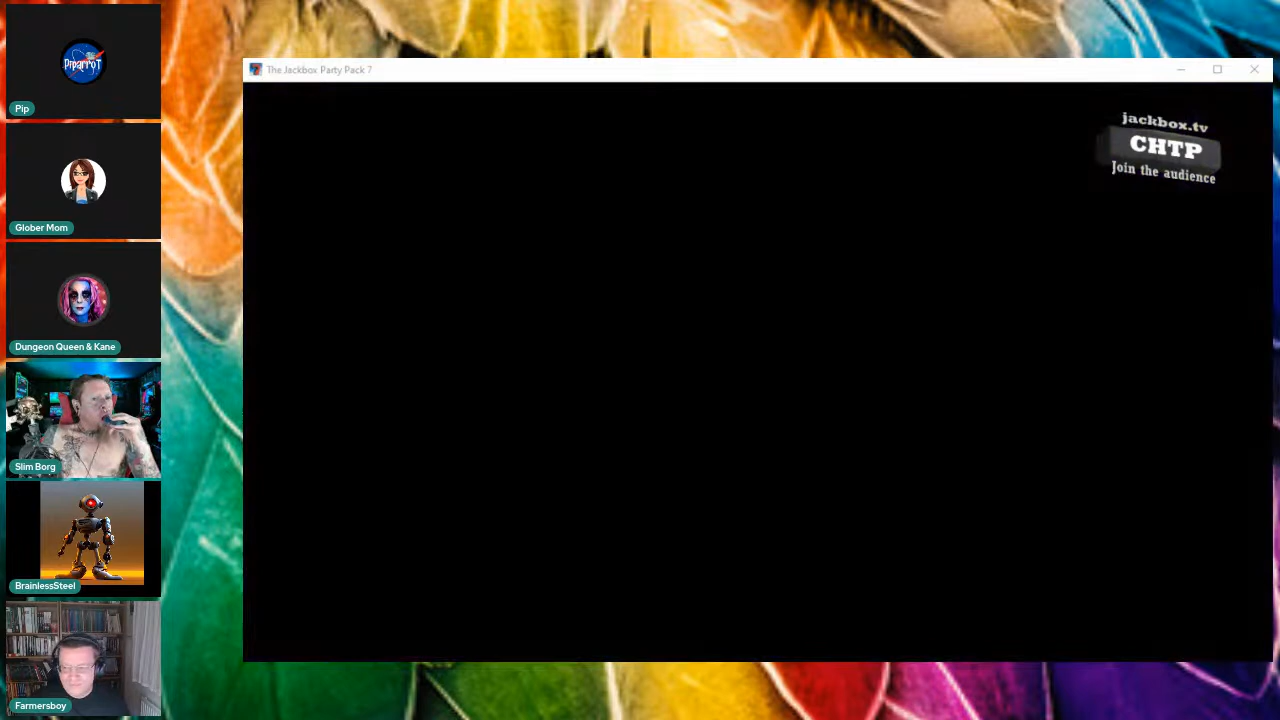 PipparroT
Pip
Glober Mom
Dungeon Queen & Kane
Slim Borg
BrainlessSteel
Farmersboy
The Jackbox Party Pack 7
jackbox.tv
CHTP
Join the audience